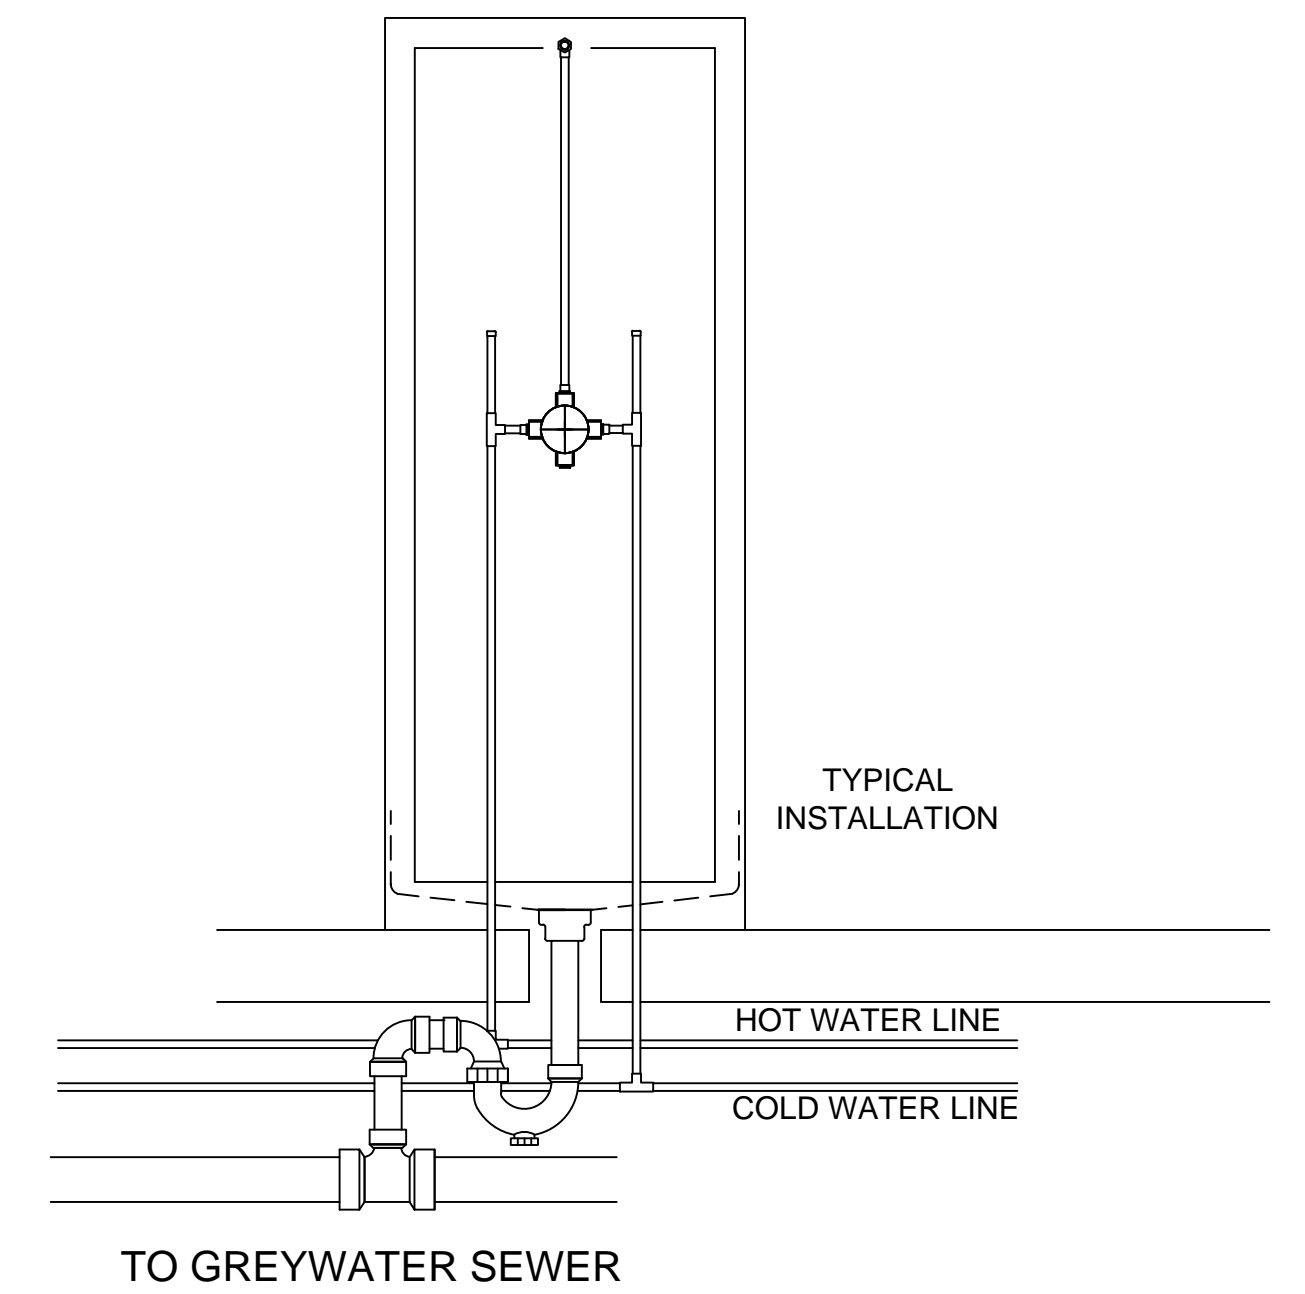 TYPICAL
INSTALLATION
HOT WATER LINE
COLD WATER LINE
TO GREYWATER SEWER